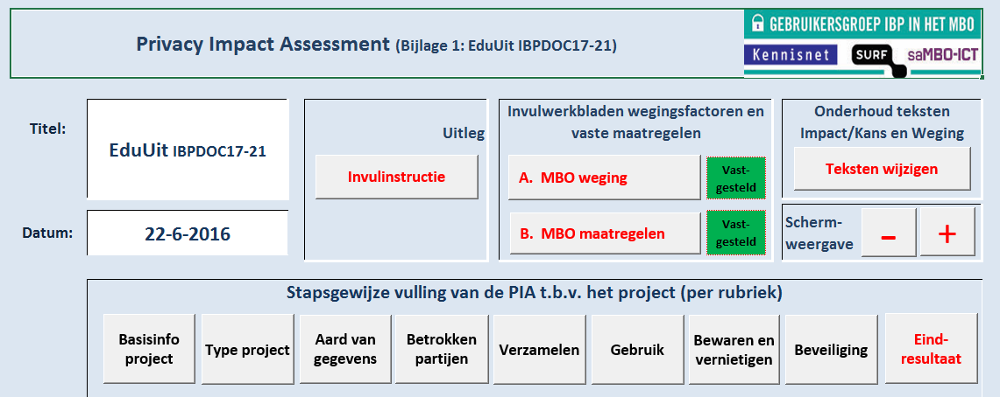 Privacy Impact Assessment (Bijlage 1: EduUit IBPDOC17-21)
GEBRUIKERSGROEP IBP IN HET MBO
Kennisnet SURF saMBO-ICT
Titel:
EduUit IBPDOC17-21
Datum:
22-6-2016
Uitleg
Invulinstructie
Invulwerkbladen wegingsfactoren en
vaste maatregelen
A. MBO weging
Vast-
gesteld
B. MBO maatregelen
Vast-
gesteld
Onderhoud teksten
Impact/Kans en Weging
Teksten wijzigen
Scherm-
weergave
- +
Stapsgewijze vulling van de PIA t.b.v. het project (per rubriek)
Basisinfo
project
Type project
Aard van
gegevens
Betrokken
partijen
Verzamelen
Gebruik
Bewaren en
vernietigen
Beveiliging
Eind-
resultaat